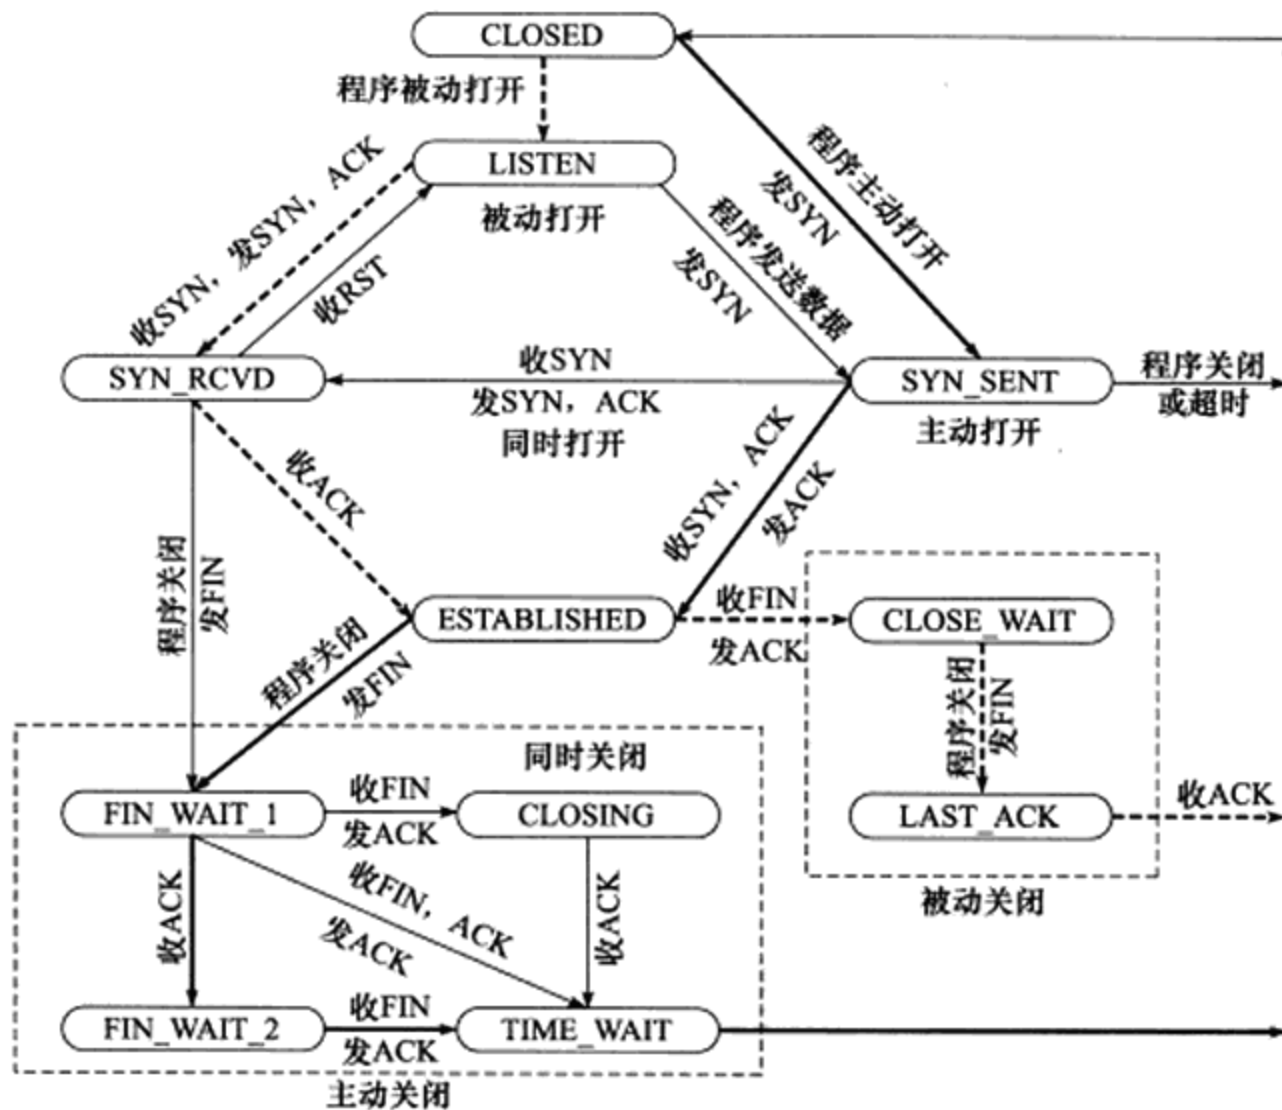 CLOSED
程序被动打开
LISTEN
被动打开
程序主动打开
发SYN
收SYN，发SYN，ACK
收RST
程序发送数据
发SYN
SYN_RCVD
收SYN
发SYN，ACK
同时打开
SYN_SENT
主动打开
程序关闭
或超时
收ACK
收SYN，ACK
发ACK
程序关闭
发FIN
ESTABLISHED
收FIN
发ACK
CLOSE_WAIT
程序关闭
发FIN
程序关闭
发FIN
LAST_ACK
收ACK
被动关闭
同时关闭
FIN_WAIT_1
收FIN
发ACK
CLOSING
收ACK
收FIN，ACK
发ACK
收ACK
FIN_WAIT_2
收FIN
发ACK
TIME_WAIT
主动关闭